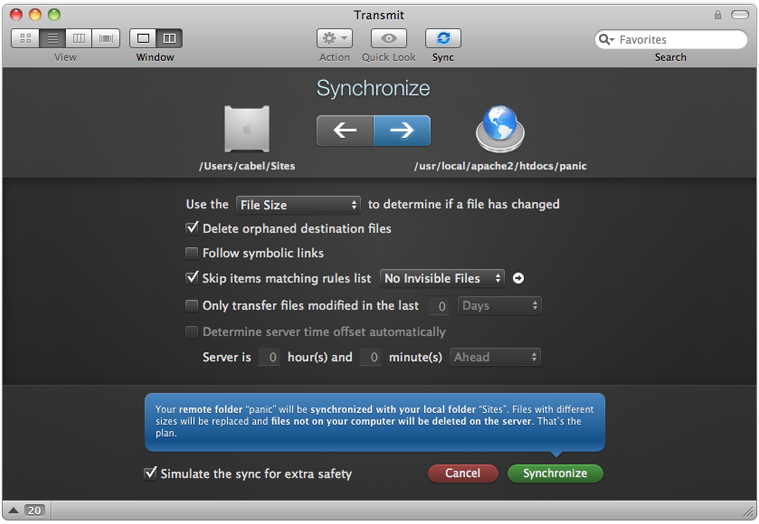 Transmit
View
Window
Action
Quick Look
Sync
Favorites
Search
Synchronize
/Users/cabel/Sites
/usr/local/apache2/htdocs/panic
Use the File Size to determine if a file has changed
Delete orphaned destination files
Follow symbolic links
Skip items matching rules list No Invisible Files
Only transfer files modified in the last 0 Days
Determine server time offset automatically
Server is 0 hour(s) and 0 minute(s) Ahead
Your remote folder “panic” will be synchronized with your local folder “Sites”. Files with different
sizes will be replaced and files not on your computer will be deleted on the server. That’s the
plan.
Simulate the sync for extra safety
Cancel
Synchronize
20